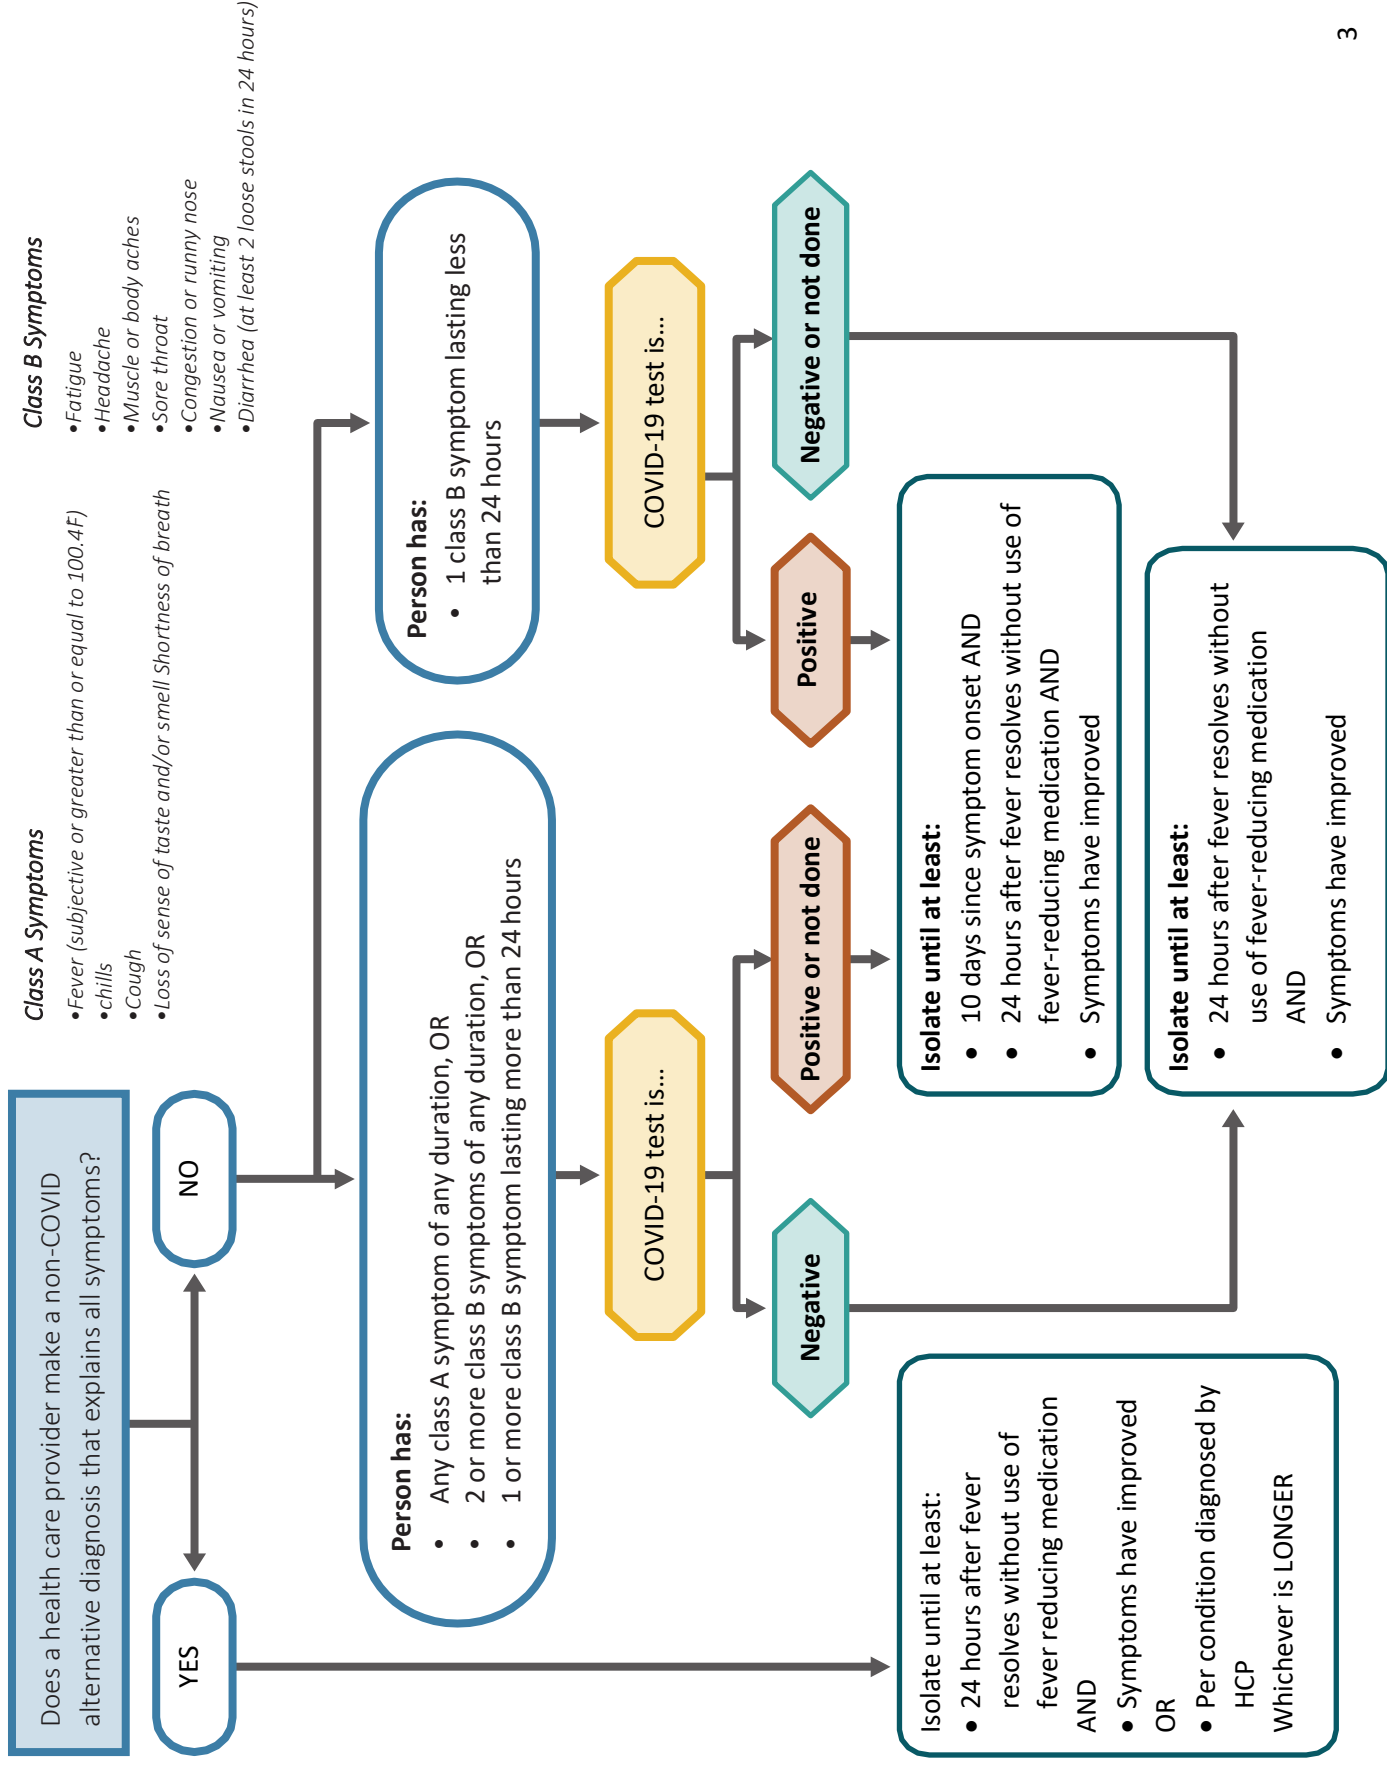 Does a health care provider make a non-COVID
alternative diagnosis that explains all symptoms?
Class A Symptoms
•Fever (subjective or greater than or equal to 100.4F)
•chills
•Cough
•Loss of sense of taste and/or smell Shortness of breath
Class B Symptoms
•Fatigue
•Headache
•Muscle or body aches
•Sore throat
•Congestion or runny nose
•Nausea or vomiting
•Diarrhea (at least 2 loose stools in 24 hours)
YES
NO
Person has:
• Any class A symptom of any duration, OR
• 2 or more class B symptoms of any duration, OR
• 1 or more class B symptom lasting more than 24 hours
Person has:
• 1 class B symptom lasting less
than 24 hours
COVID-19 test is...
COVID-19 test is...
Negative
Positive or not done
Positive
Negative or not done
Isolate until at least:
• 24 hours after fever
resolves without use of
fever reducing medication
AND
• Symptoms have improved
OR
• Per condition diagnosed by
HCP
Whichever is LONGER
Isolate until at least:
• 10 days since symptom onset AND
• 24 hours after fever resolves without use of
fever-reducing medication AND
• Symptoms have improved
Isolate until at least:
• 24 hours after fever resolves without
use of fever-reducing medication
AND
• Symptoms have improved
3